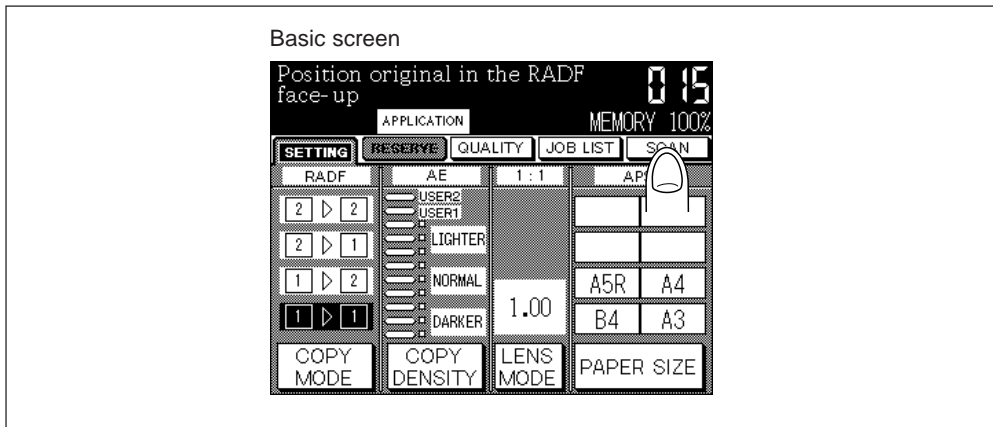 Basic screen
Position original in the RADF
face-up
015
APPLICATION
MEMORY 100%
SETTING RESERVE QUALITY JOB LIST SCAN
RADF AE 1 : 1
2 ▷ 2
2 ▷ 1
1 ▷ 2
1 ▷ 1
USER2
USER1
LIGHTER
NORMAL
DARKER
1.00
A5R A4
B4 A3
COPY
MODE
COPY
DENSITY
LENS
MODE
PAPER SIZE